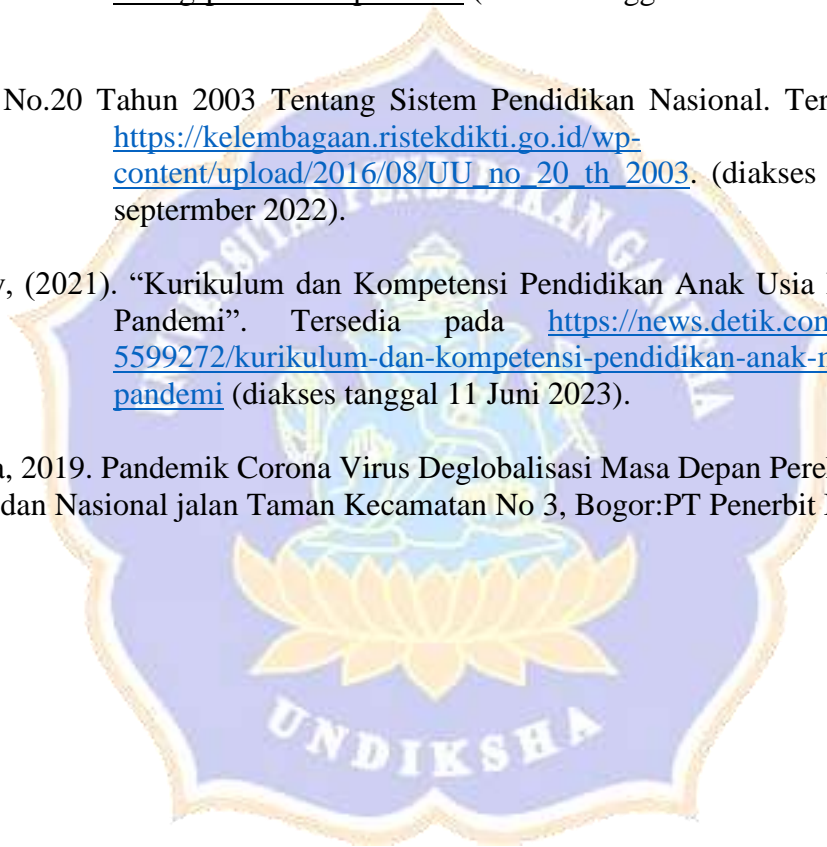 No.20 Tahun 2003 Tentang Sistem Pendidikan Nasional.
https://kelembagaan.ristekdikti.go.id/wp-
content/upload/2016/08/UU_no_20_th_2003. (diakses
septermber 2022).
, (2021). “Kurikulum dan Kompetensi Pendidikan Anak Usia
Pandemi”. Tersedia pada https://news.detik.com
5599272/kurikulum-dan-kompetensi-pendidikan-anak-
pandemi (diakses tanggal 11 Juni 2023).
, 2019. Pandemik Corona Virus Deglobalisasi Masa Depan
dan Nasional jalan Taman Kecamatan No 3, Bogor:PT Penerbit
UNIVERSITAS PENDIDIKAN GANESHA
UNDIKSHA